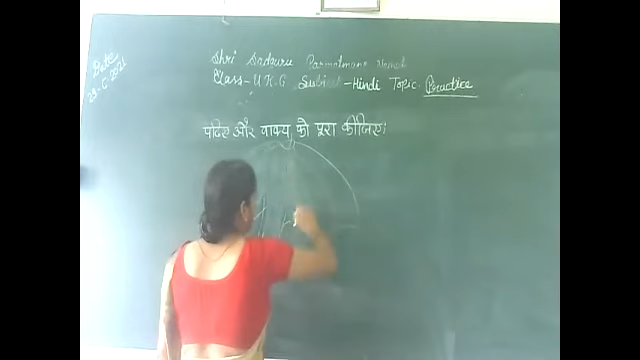 Date
29-6-2021
Shri Sadguru Parmatmane Namah
Class-U.K.G Subject-Hindi Topic Practice
पढिए और वाक्य को पूरा कीजिए।